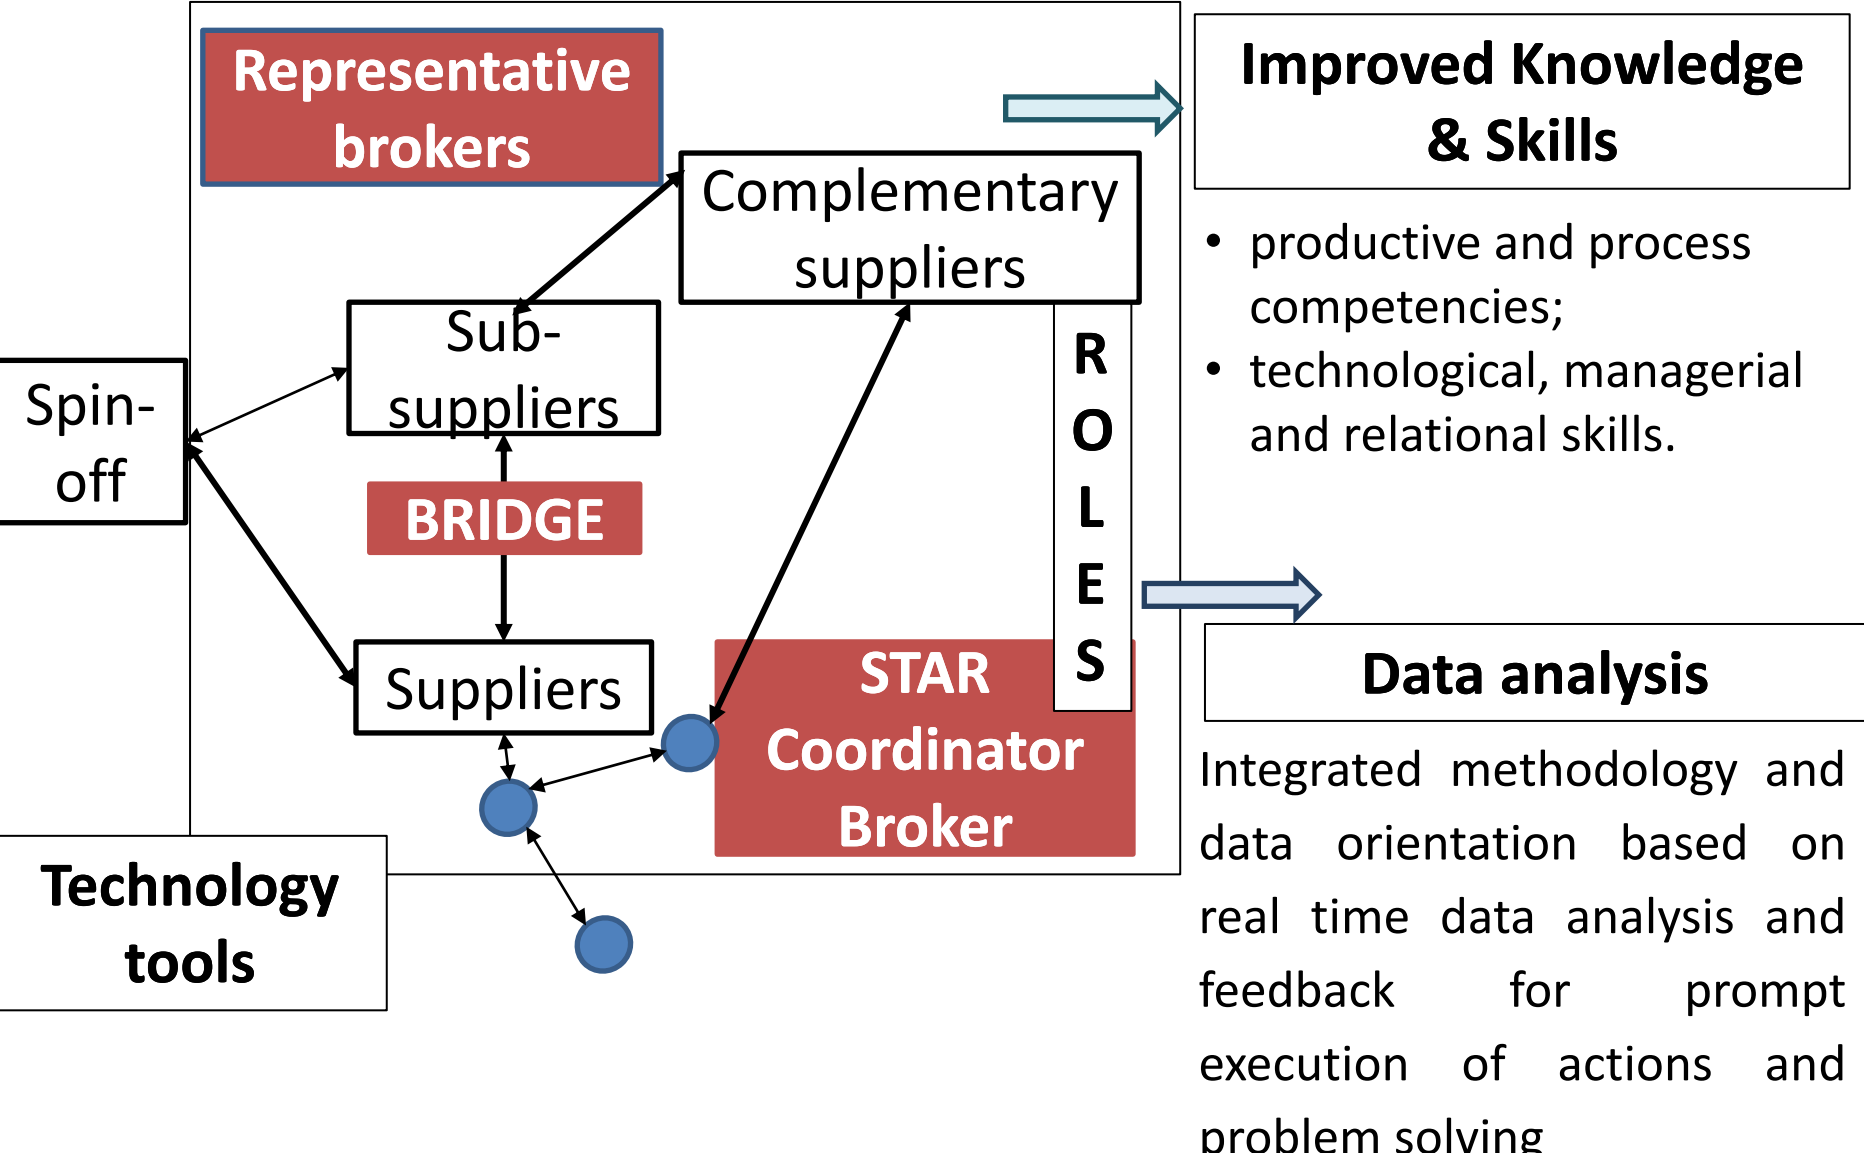 Representative
brokers
Complementary
suppliers
Sub-
suppliers
Spin-
off
BRIDGE
Suppliers
R
O
L
E
S
STAR
Coordinator
Broker
Technology
tools
Improved Knowledge
& Skills
• productive and process
competencies;
• technological, managerial
and relational skills.
Data analysis
Integrated methodology and
data orientation based on
real time data analysis and
feedback for prompt
execution of actions and
problem solving